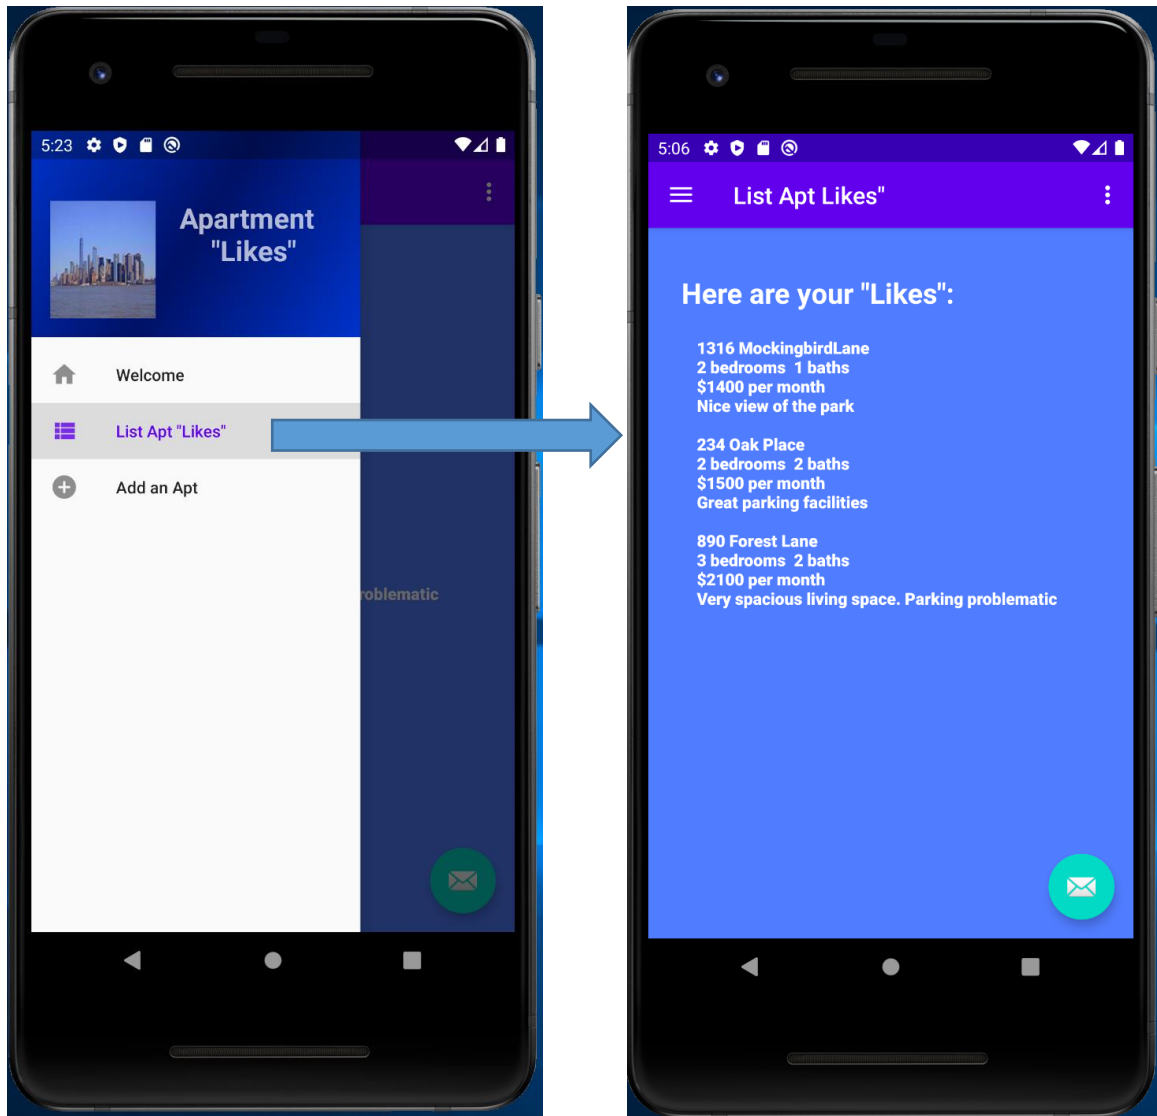 5:23
Apartment
"Likes"
Welcome
List Apt "Likes"
Add an Apt
roblematic
5:06
List Apt Likes"
Here are your "Likes":
1316 MockingbirdLane
2 bedrooms  1 baths
$1400 per month
Nice view of the park
234 Oak Place
2 bedrooms  2 baths
$1500 per month
Great parking facilities
890 Forest Lane
3 bedrooms  2 baths
$2100 per month
Very spacious living space. Parking problematic